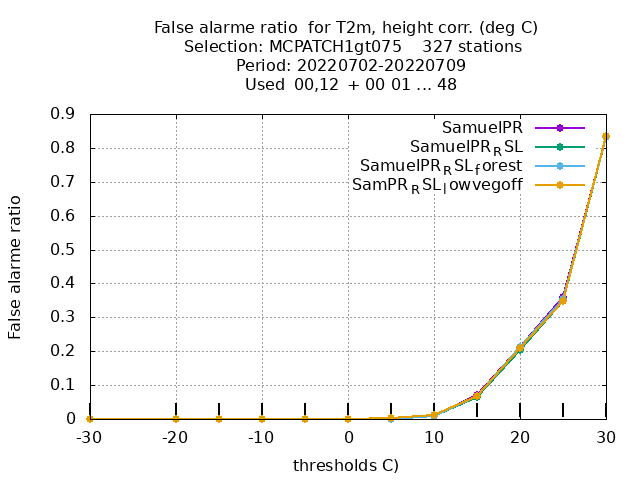 False alarme ratio  for T2m, height corr. (deg C)
Selection: MCPATCH1gt075    327 stations
Period: 20220702-20220709
Used  00,12  + 00 01 ... 48
SamuelPR
SamuelPR_RSL
SamuelPR_RSL_forest
SamPR_RSL_lowvegoff
False alarme ratio
0.9
0.8
0.7
0.6
0.5
0.4
0.3
0.2
0.1
0
-30 -20 -10 0 10 20 30
thresholds C)